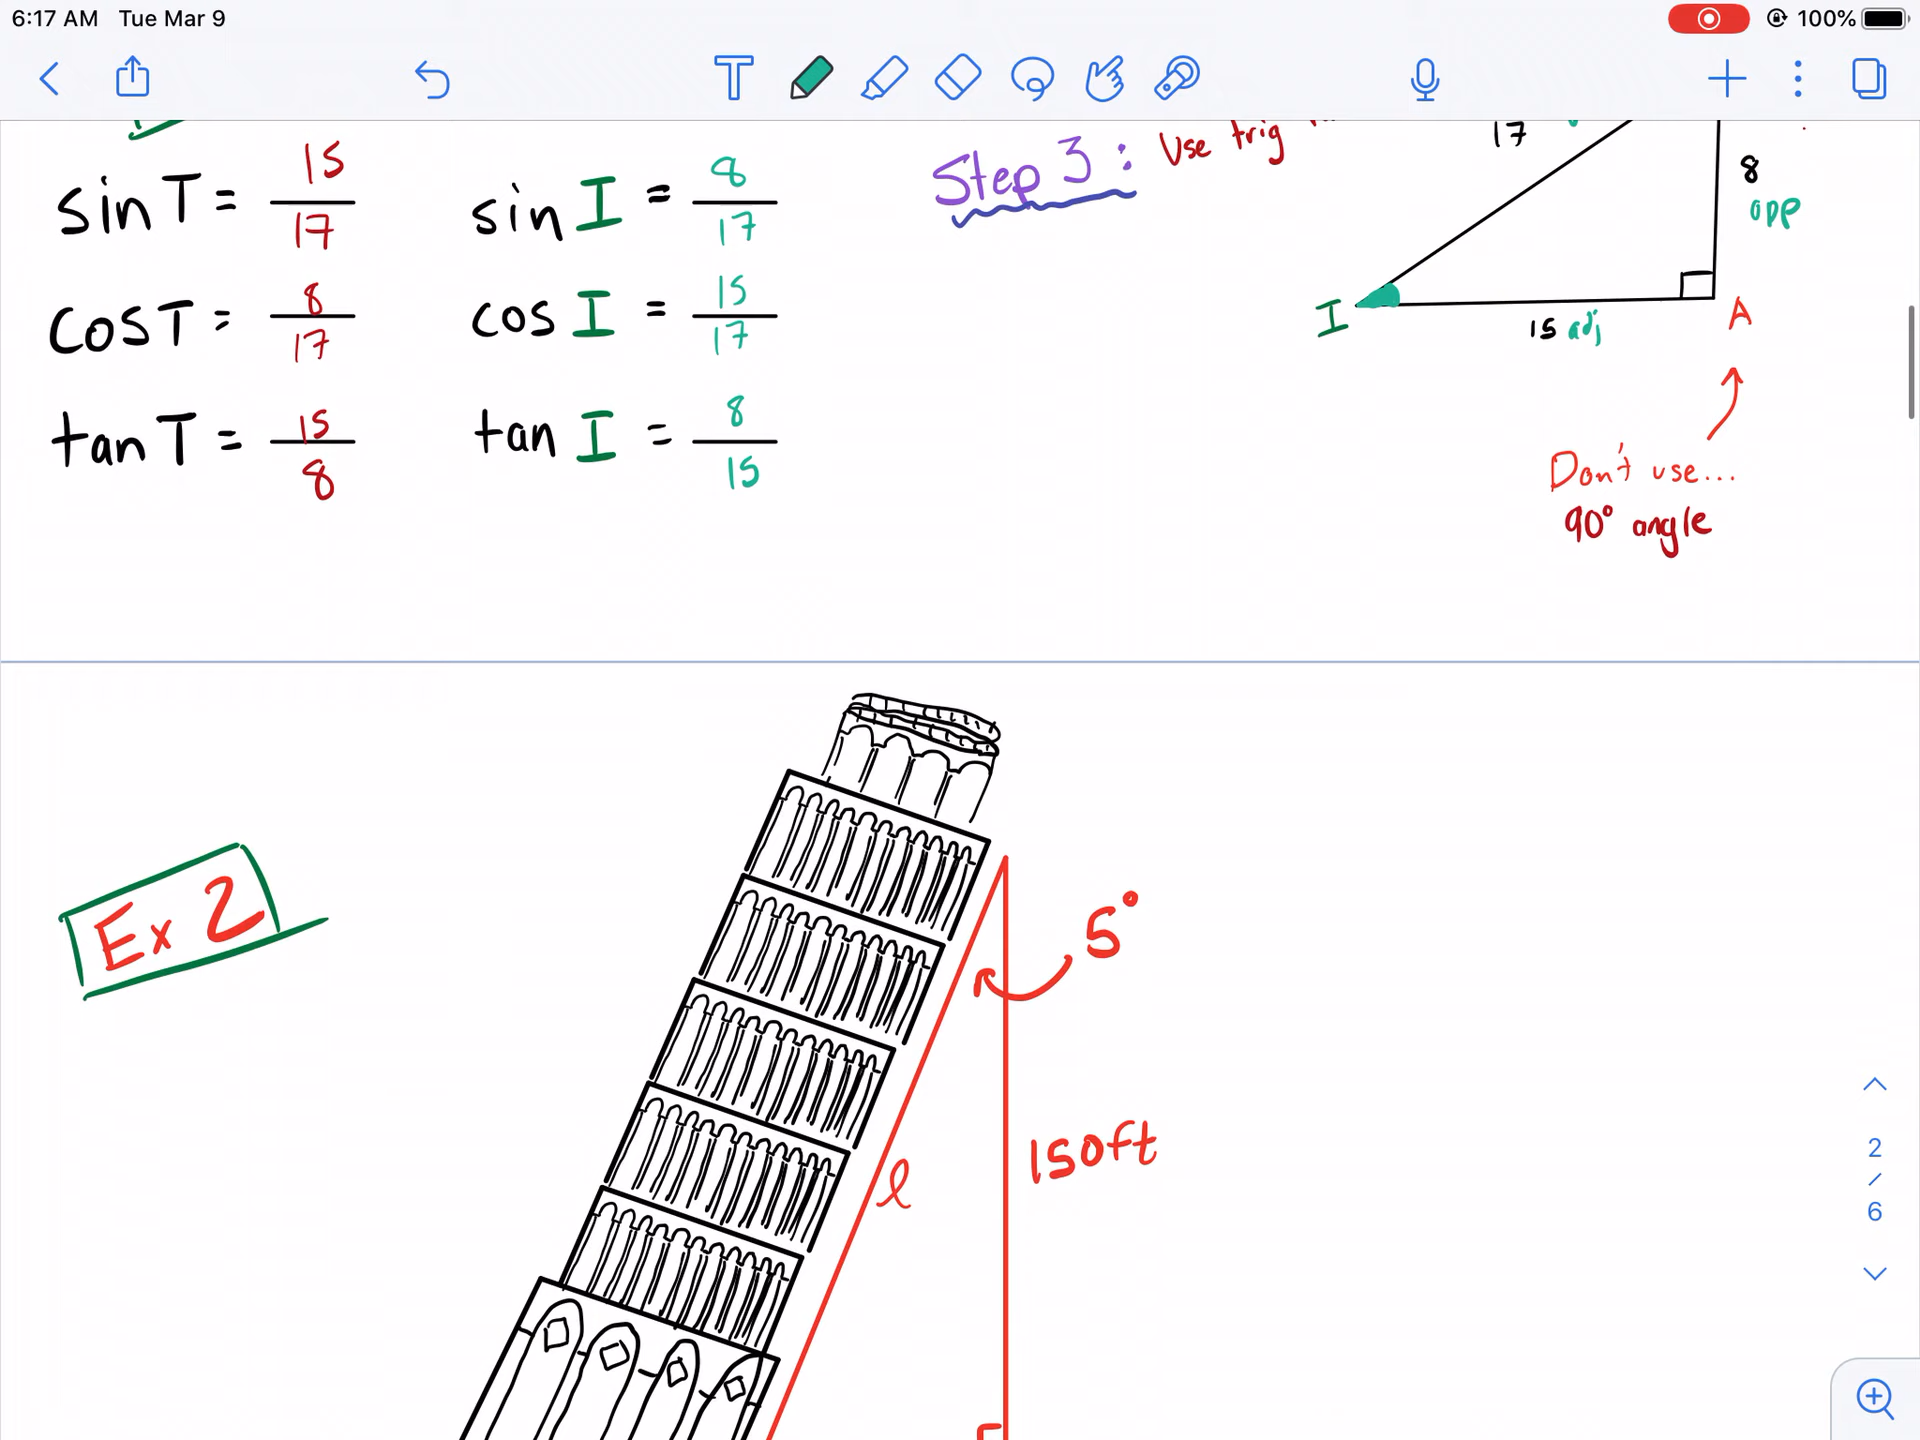 6:17 AM Tue Mar 9
100%
T
sin T = 15/17
sin I = 8/17
Step 3: Use trig
17
8
opp
cos T = 8/17
cos I = 15/17
I
15 adj
A
tan T = 15/8
tan I = 8/15
Don't use...
90° angle
Ex 2
5°
150ft
l
2
/
6